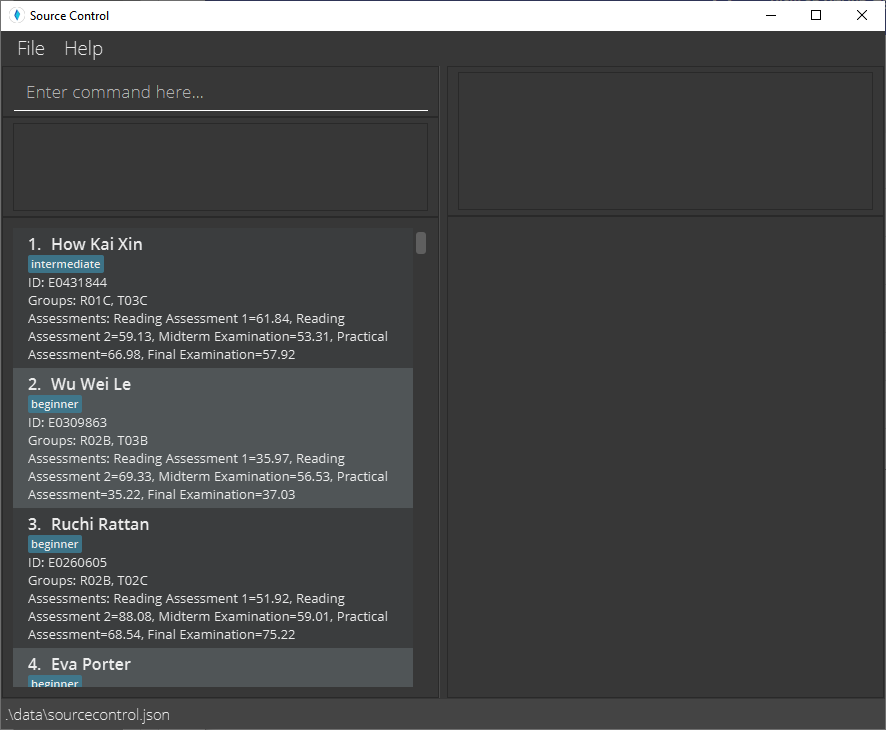 Source Control
File Help
Enter command here...
1. How Kai Xin
intermediate
ID: E0431844
Groups: R01C, T03C
Assessments: Reading Assessment 1=61.84, Reading
Assessment 2=59.13, Midterm Examination=53.31, Practical
Assessment=66.98, Final Examination=57.92
2. Wu Wei Le
beginner
ID: E0309863
Groups: R02B, T03B
Assessments: Reading Assessment 1=35.97, Reading
Assessment 2=69.33, Midterm Examination=56.53, Practical
Assessment=35.22, Final Examination=37.03
3. Ruchi Rattan
beginner
ID: E0260605
Groups: R02B, T02C
Assessments: Reading Assessment 1=51.92, Reading
Assessment 2=88.08, Midterm Examination=59.01, Practical
Assessment=68.54, Final Examination=75.22
4. Eva Porter
beginner
.\data\sourcecontrol.json